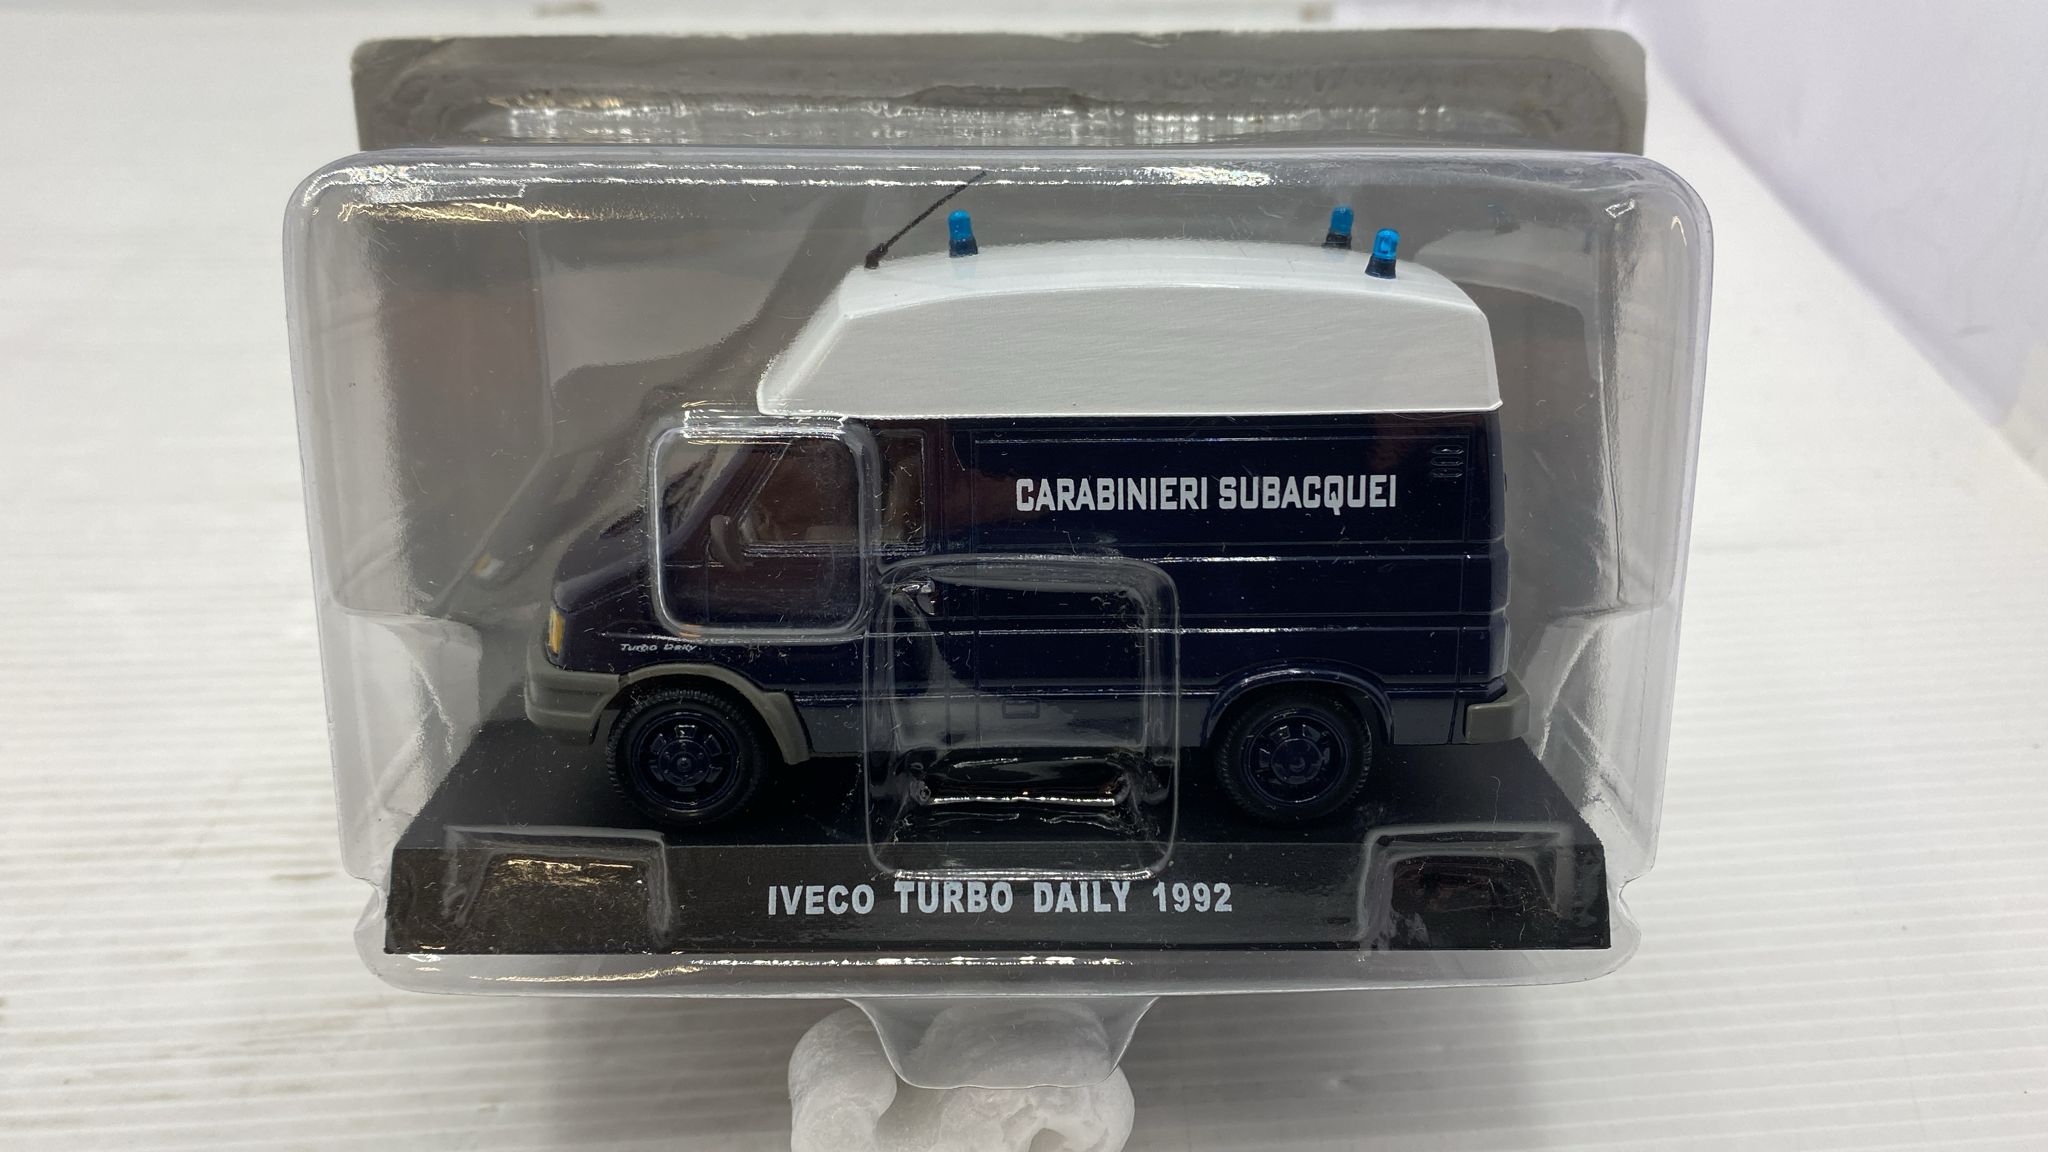 CARABINIERI SUBACQUEI
Turbo Daily
IVECO TURBO DAILY 1992